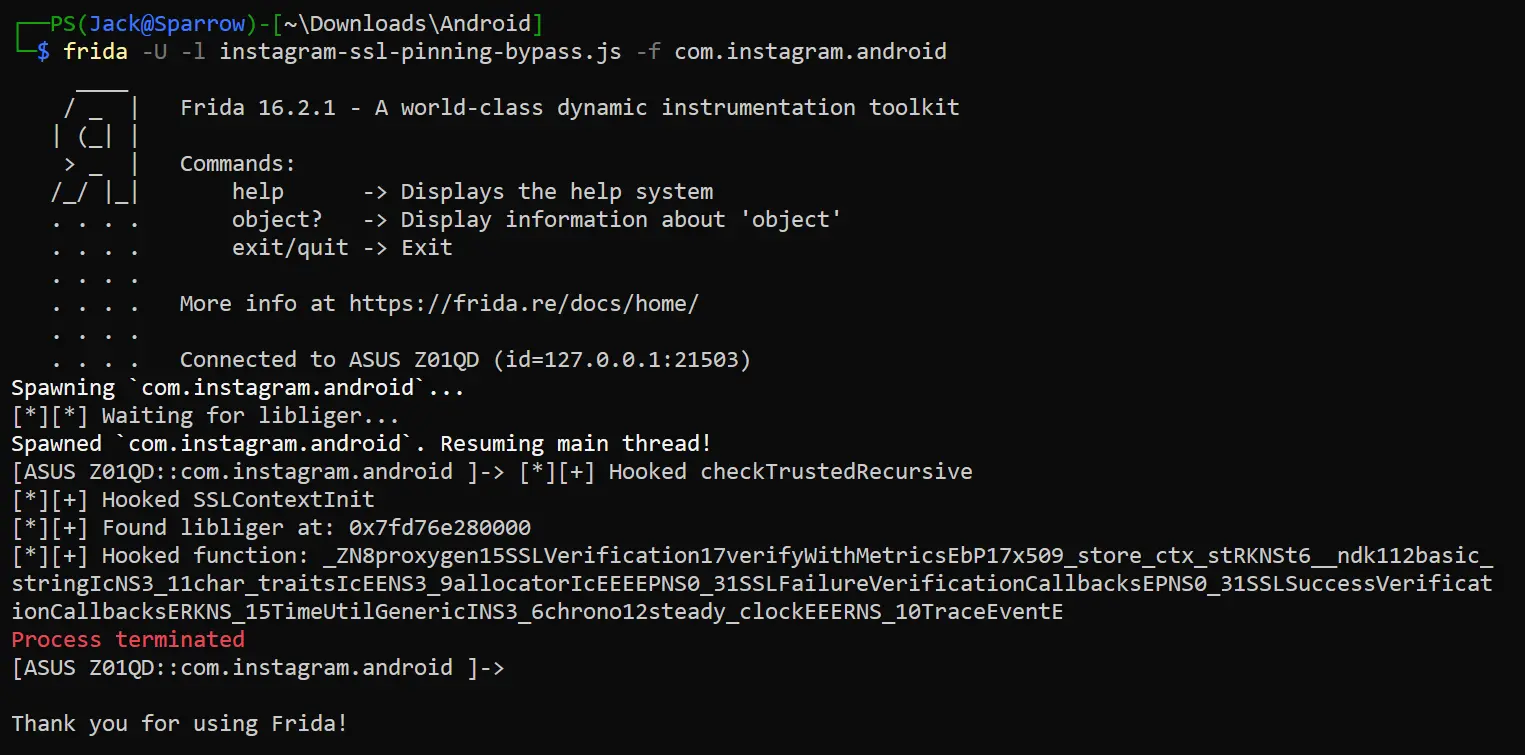 ┌──PS(Jack@Sparrow)-[~\Downloads\Android]
└─$ frida -U -l instagram-ssl-pinning-bypass.js -f com.instagram.android
     ____
    / _  |   Frida 16.2.1 - A world-class dynamic instrumentation toolkit
   | (_| |
    > _  |   Commands:
   /_/ |_|       help      -> Displays the help system
   . . . .       object?   -> Display information about 'object'
   . . . .       exit/quit -> Exit
   . . . .
   . . . .   More info at https://frida.re/docs/home/
   . . . .
   . . . .   Connected to ASUS Z01QD (id=127.0.0.1:21503)
Spawning `com.instagram.android`...
[*][*] Waiting for libliger...
Spawned `com.instagram.android`. Resuming main thread!
[ASUS Z01QD::com.instagram.android ]-> [*][+] Hooked checkTrustedRecursive
[*][+] Hooked SSLContextInit
[*][+] Found libliger at: 0x7fd76e280000
[*][+] Hooked function: _ZN8proxygen15SSLVerification17verifyWithMetricsEbP17x509_store_ctx_stRKNSt6__ndk112basic_
stringIcNS3_11char_traitsIcEENS3_9allocatorIcEEEEPNS0_31SSLFailureVerificationCallbacksEPNS0_31SSLSuccessVerificat
ionCallbacksERKNS_15TimeUtilGenericINS3_6chrono12steady_clockEEERNS_10TraceEventE
Process terminated
[ASUS Z01QD::com.instagram.android ]->
Thank you for using Frida!